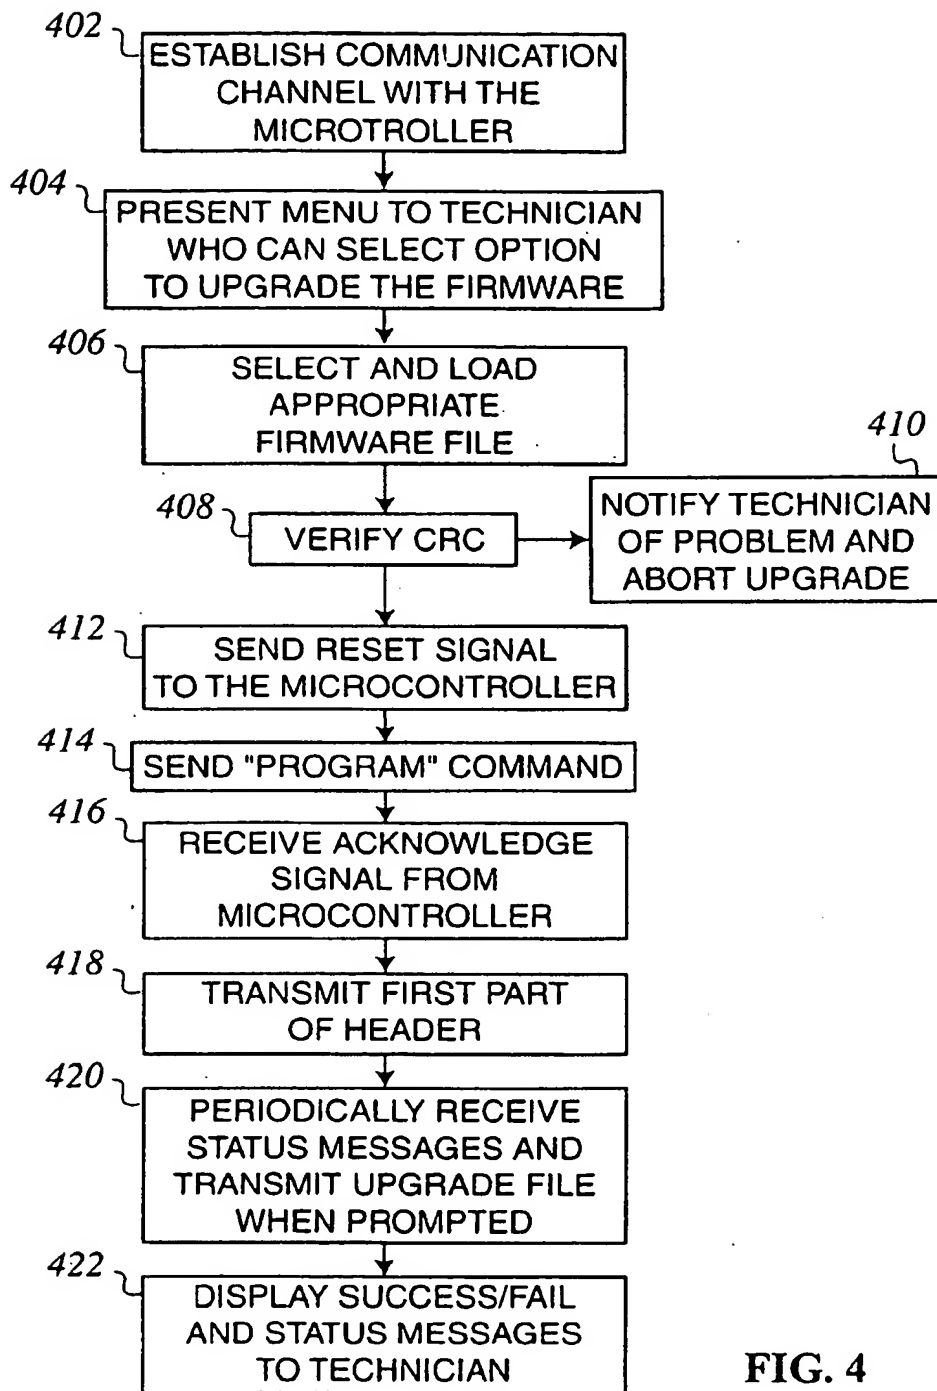 402
ESTABLISH COMMUNICATION
CHANNEL WITH THE
MICROTROLLER
404
PRESENT MENU TO TECHNICIAN
WHO CAN SELECT OPTION
TO UPGRADE THE FIRMWARE
406
SELECT AND LOAD
APPROPRIATE
FIRMWARE FILE
408
VERIFY CRC
410
NOTIFY TECHNICIAN
OF PROBLEM AND
ABORT UPGRADE
412
SEND RESET SIGNAL
TO THE MICROCONTROLLER
414
SEND "PROGRAM" COMMAND
416
RECEIVE ACKNOWLEDGE
SIGNAL FROM
MICROCONTROLLER
418
TRANSMIT FIRST PART
OF HEADER
420
PERIODICALLY RECEIVE
STATUS MESSAGES AND
TRANSMIT UPGRADE FILE
WHEN PROMPTED
422
DISPLAY SUCCESS/FAIL
AND STATUS MESSAGES
TO TECHNICIAN
FIG. 4